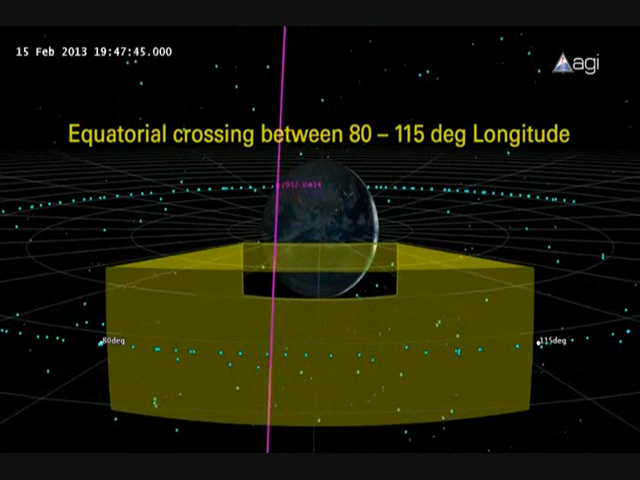 15 Feb 2013 19:47:45.000
agi
Equatorial crossing between 80 – 115 deg Longitude
2012 DA14
80deg
115deg